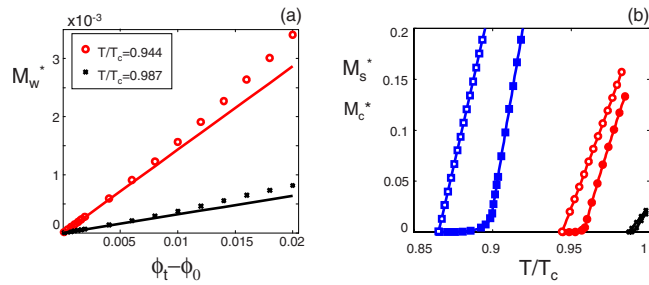 ×10⁻³ (a)
3
M_w*
2
1
0
T/T_c=0.944
T/T_c=0.987
0.005 0.01 0.015 0.02
ϕ_t−ϕ_0
(b)
0.2
M_s*
0.15
M_c*
0.1
0.05
0
0.85 0.9 0.95 1
T/T_c